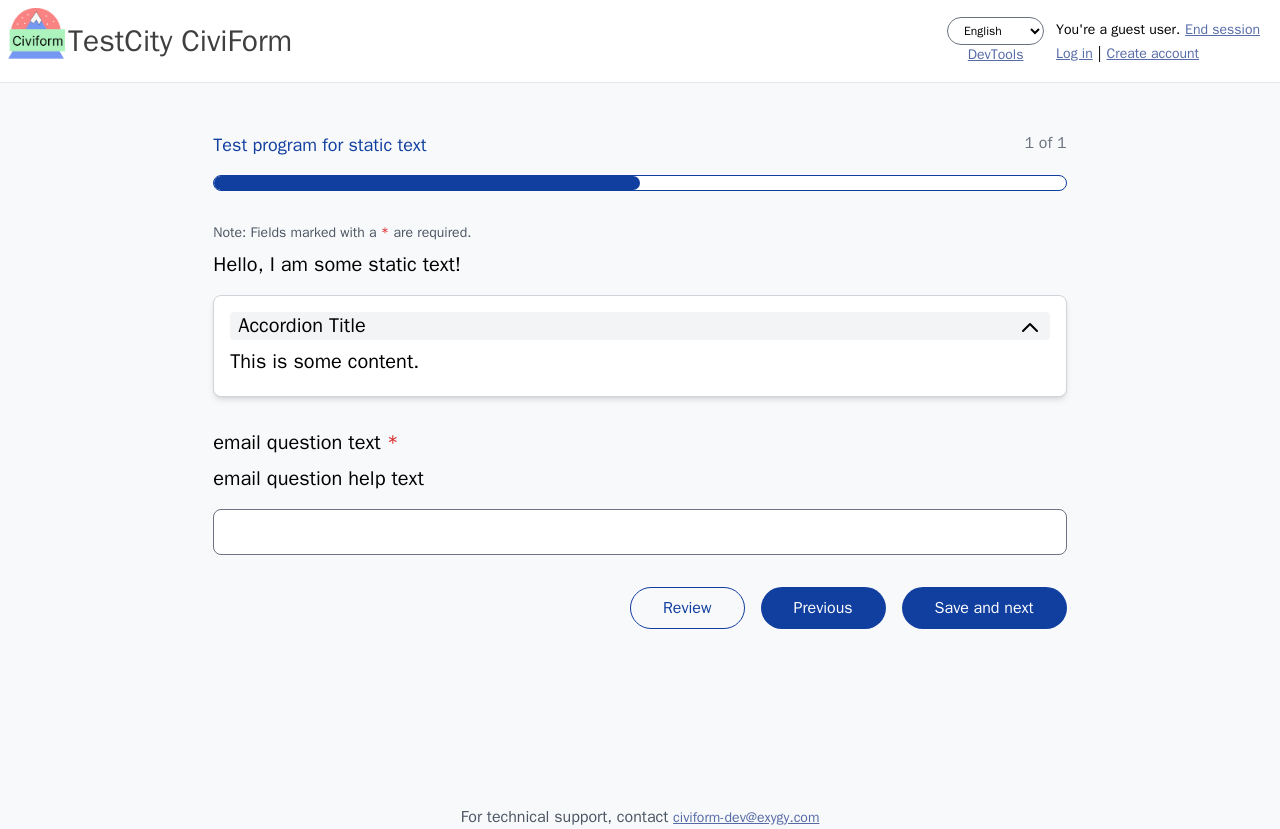 Civiform TestCity CiviForm
English
DevTools
You're a guest user. End session
Log in | Create account
Test program for static text
1 of 1
Note: Fields marked with a * are required.
Hello, I am some static text!
Accordion Title
This is some content.
email question text *
email question help text
Review Previous Save and next
For technical support, contact civiform-dev@exygy.com